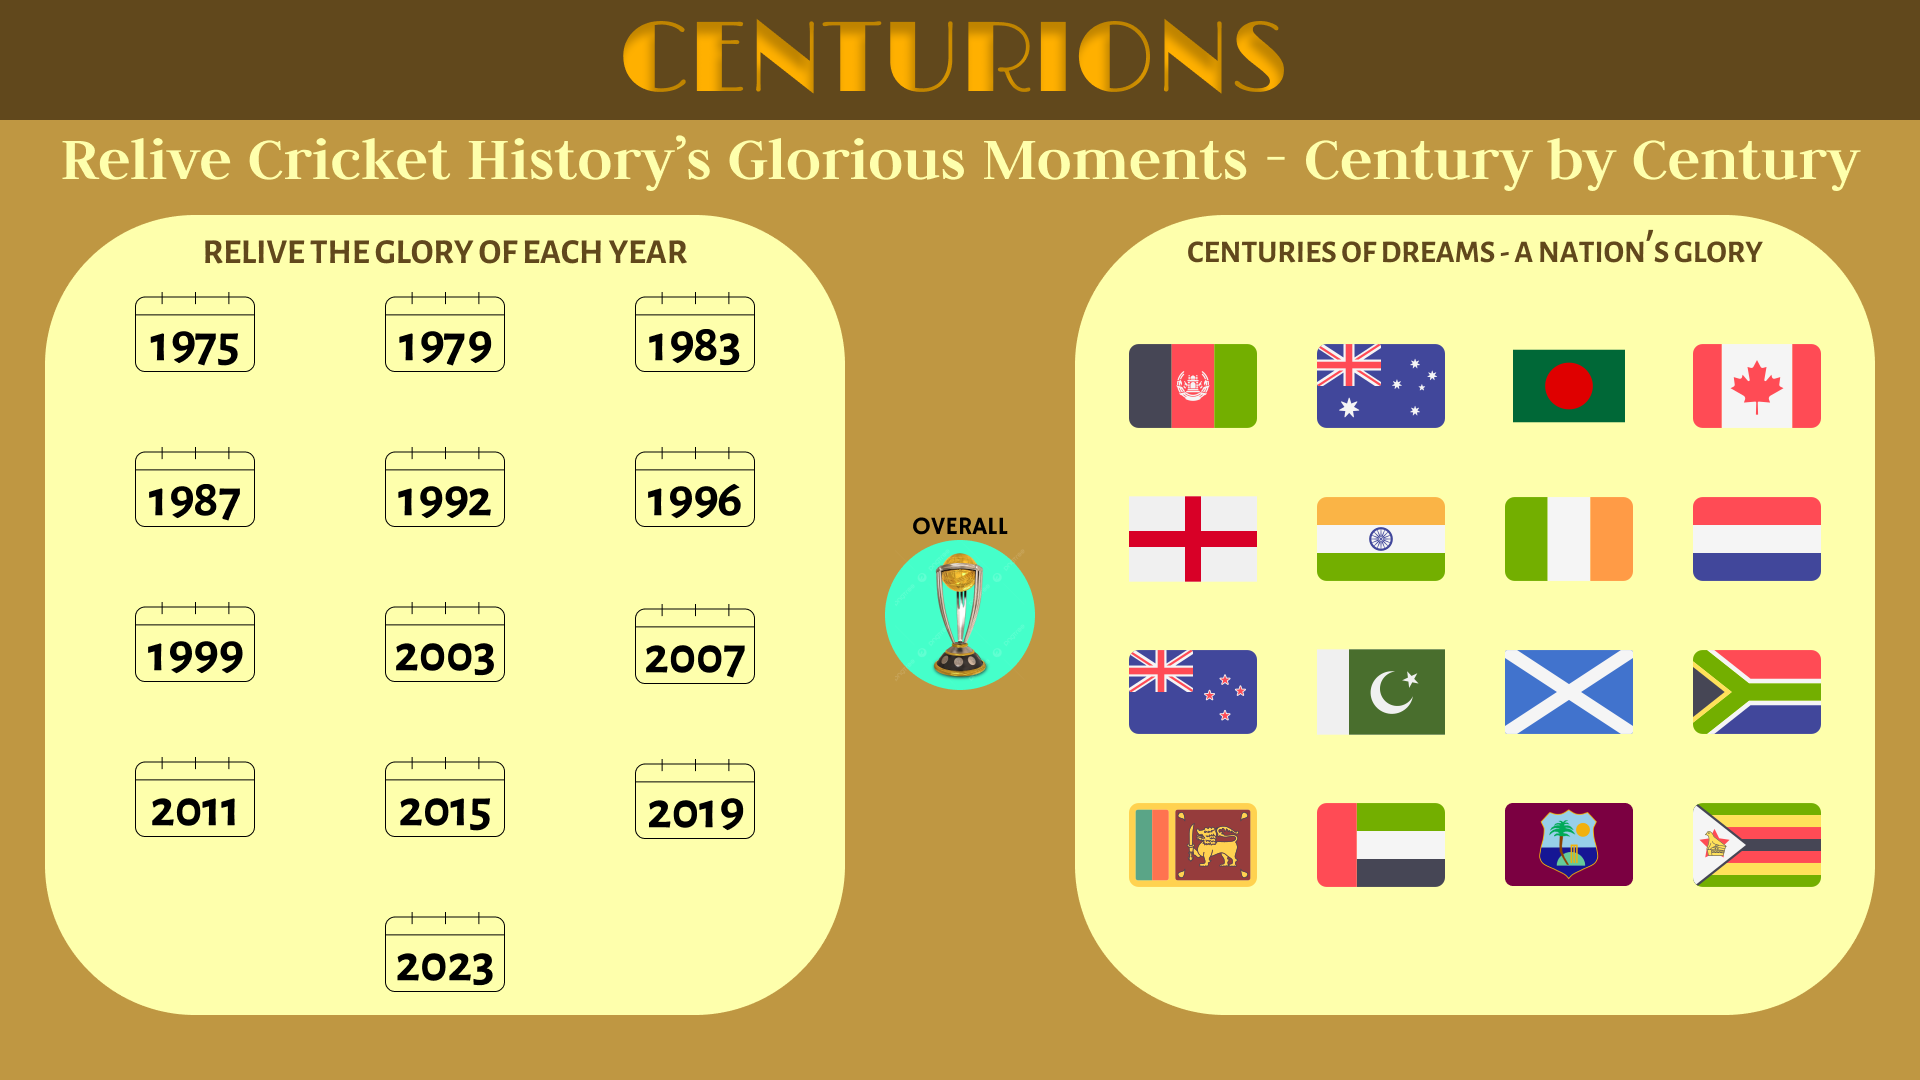 CENTURIONS
Relive Cricket History's Glorious Moments - Century by Century
RELIVE THE GLORY OF EACH YEAR
1975 1979 1983
1987 1992 1996
1999 2003 2007
2011 2015 2019
2023
OVERALL
CENTURIES OF DREAMS - A NATION'S GLORY